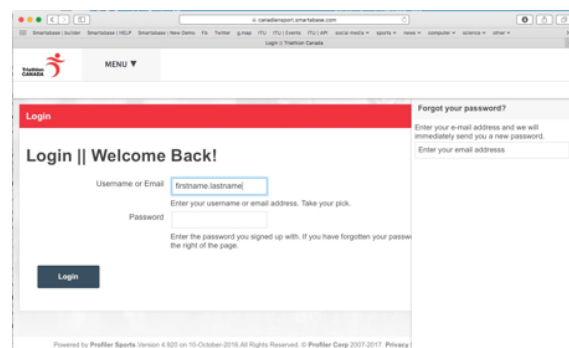 canadiansport.smartabase.com
Smartabase | builder Smartabase | HELP Smartabase | New Demo Fb Twitter g.map ITU ITU | Events ITU | API social media sports news computer science other
Login || Triathlon Canada
Triathlon
CANADA
MENU ▼
Login
Login || Welcome Back!
Username or Email firstname.lastname
Enter your username or email address. Take your pick.
Password
Enter the password you signed up with. If you have forgotten your passw
the right of the page.
Login
Forgot your password?
Enter your e-mail address and we will
immediately send you a new password.
Enter your email addresss
Powered by Profiler Sports. Version 4.920 on 10-October-2016 All Rights Reserved. © Profiler Corp 2007-2017. Privacy